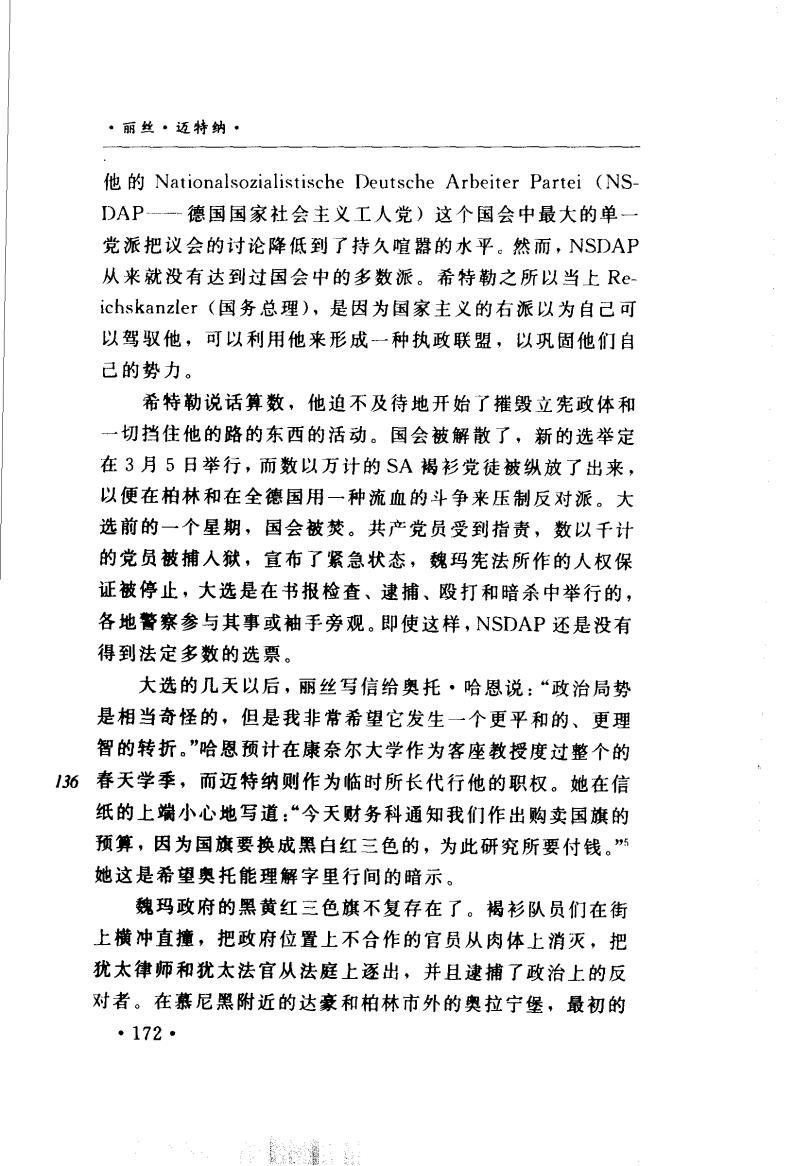 ·丽丝·迈特纳·
他的 Nationalsozialistische Deutsche Arbeiter Partei（NS-
DAP——德国国家社会主义工人党）这个国会中最大的单一
党派把议会的讨论降低到了持久喧嚣的水平。然而，NSDAP
从来就没有达到过国会中的多数派。希特勒之所以当上 Re-
ichskanzler（国务总理），是因为国家主义的右派以为自己可
以驾驭他，可以利用他来形成一种执政联盟，以巩固他们自
己的势力。
希特勒说话算数，他迫不及待地开始了摧毁立宪政体和
一切挡住他的路的东西的活动。国会被解散了，新的选举定
在 3 月 5 日举行，而数以万计的 SA 褐衫党徒被纵放了出来，
以便在柏林和在全德国用一种流血的斗争来压制反对派。大
选前的一个星期，国会被焚。共产党员受到指责，数以千计
的党员被捕入狱，宣布了紧急状态，魏玛宪法所作的人权保
证被停止，大选是在书报检查、逮捕、殴打和暗杀中举行的，
各地警察参与其事或袖手旁观。即使这样，NSDAP 还是没有
得到法定多数的选票。
大选的几天以后，丽丝写信给奥托·哈恩说：“政治局势
是相当奇怪的，但是我非常希望它发生一个更平和的、更理
智的转折。”哈恩预计在康奈尔大学作为客座教授度过整个的
136 春天学季，而迈特纳则作为临时所长代行他的职权。她在信
纸的上端小心地写道：“今天财务科通知我们作出购卖国旗的
预算，因为国旗要换成黑白红三色的，为此研究所要付钱。”5
她这是希望奥托能理解字里行间的暗示。
魏玛政府的黑黄红三色旗不复存在了。褐衫队员们在街
上横冲直撞，把政府位置上不合作的官员从肉体上消灭，把
犹太律师和犹太法官从法庭上逐出，并且逮捕了政治上的反
对者。在慕尼黑附近的达豪和柏林市外的奥拉宁堡，最初的
·172·